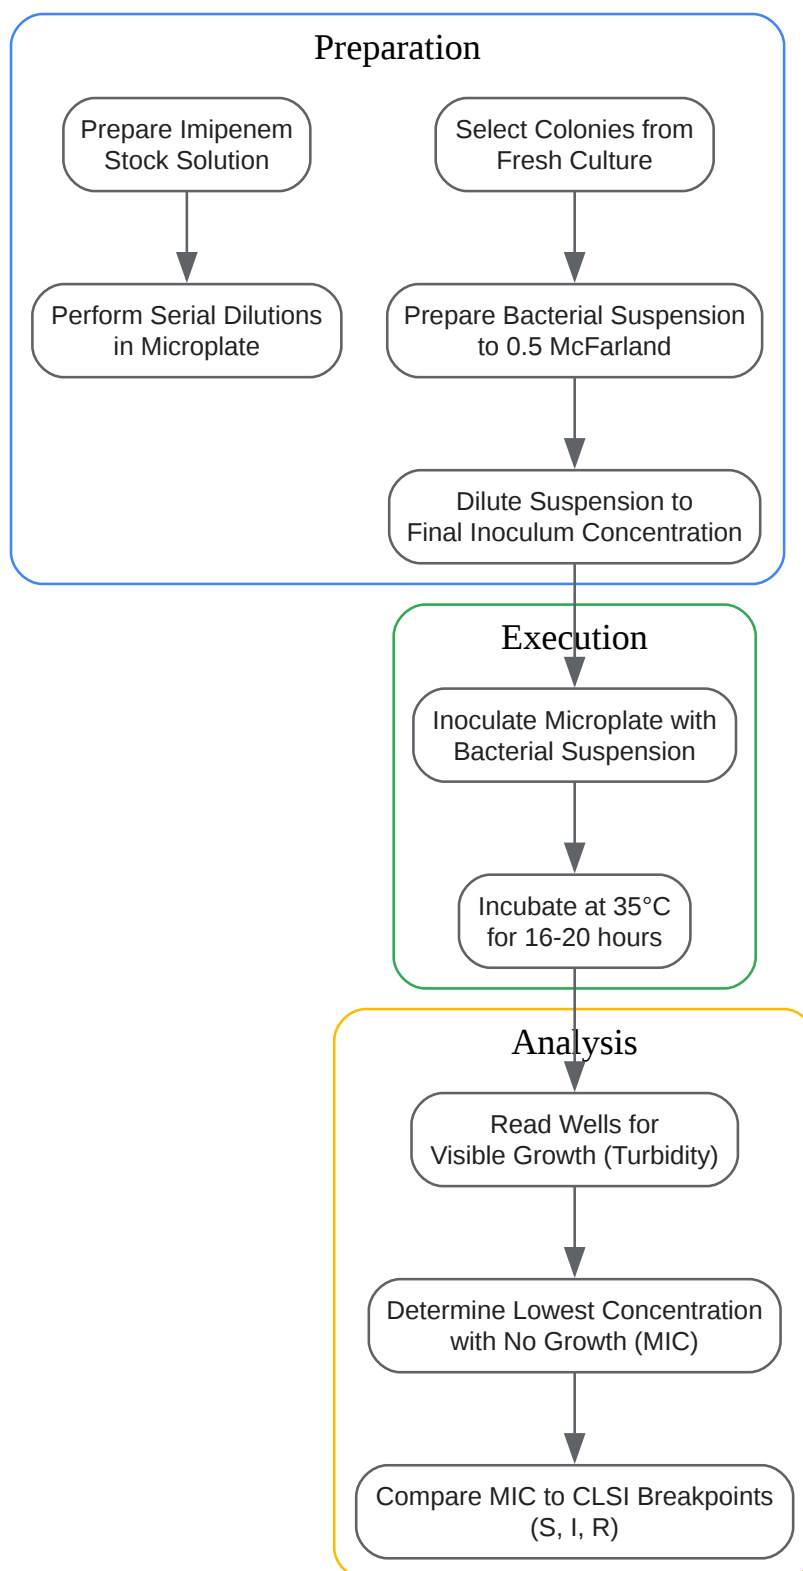 Preparation
Prepare Imipenem
Stock Solution
Select Colonies from
Fresh Culture
Perform Serial Dilutions
in Microplate
Prepare Bacterial Suspension
to 0.5 McFarland
Dilute Suspension to
Final Inoculum Concentration
Execution
Inoculate Microplate with
Bacterial Suspension
Incubate at 35°C
for 16-20 hours
Analysis
Read Wells for
Visible Growth (Turbidity)
Determine Lowest Concentration
with No Growth (MIC)
Compare MIC to CLSI Breakpoints
(S, I, R)